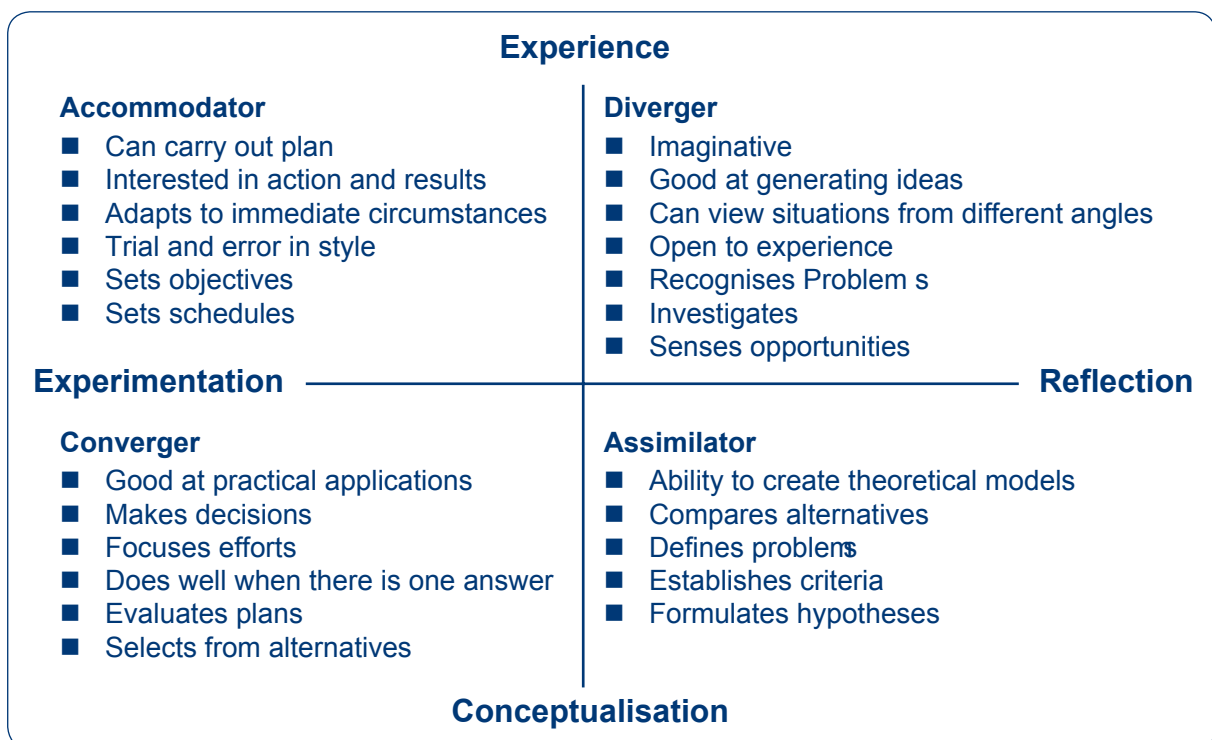 Experience
Accommodator
■ Can carry out plan
■ Interested in action and results
■ Adapts to immediate circumstances
■ Trial and error in style
■ Sets objectives
■ Sets schedules
Diverger
■ Imaginative
■ Good at generating ideas
■ Can view situations from different angles
■ Open to experience
■ Recognises Problem s
■ Investigates
■ Senses opportunities
Experimentation
Reflection
Converger
■ Good at practical applications
■ Makes decisions
■ Focuses efforts
■ Does well when there is one answer
■ Evaluates plans
■ Selects from alternatives
Assimilator
■ Ability to create theoretical models
■ Compares alternatives
■ Defines problems
■ Establishes criteria
■ Formulates hypotheses
Conceptualisation